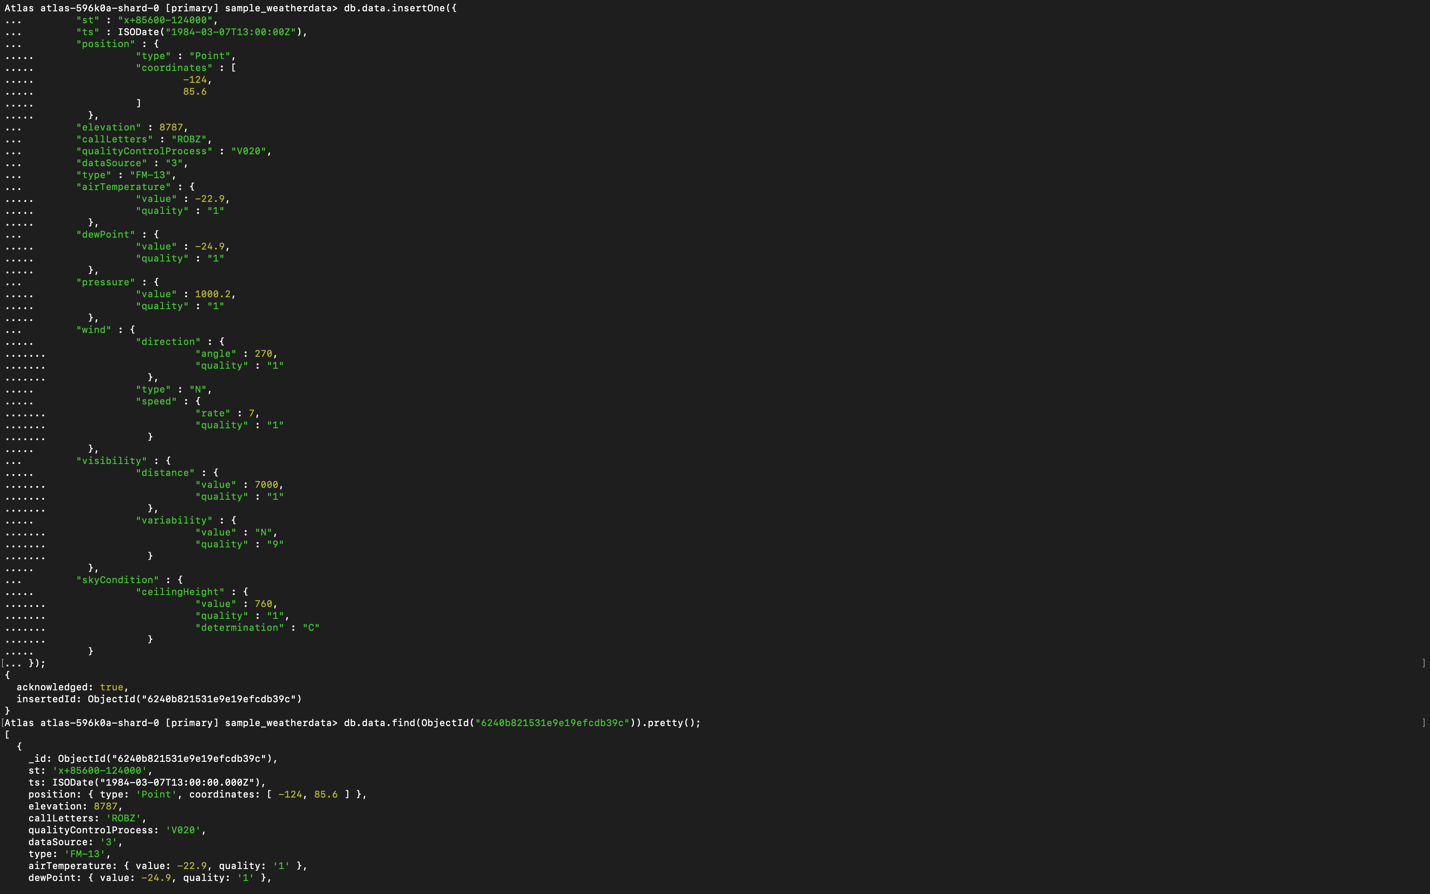 Atlas atlas-596k0a-shard-0 [primary] sample_weatherdata> db.data.insertOne({
... "st" : "x+85600-124000",
... "ts" : ISODate("1984-03-07T13:00:00Z"),
... "position" : {
..... "type" : "Point",
..... "coordinates" : [
..... -124,
..... 85.6
..... ]
..... },
... "elevation" : 8787,
... "callLetters" : "ROBZ",
... "qualityControlProcess" : "V020",
... "dataSource" : "3",
... "type" : "FM-13",
... "airTemperature" : {
..... "value" : -22.9,
..... "quality" : "1"
..... },
... "dewPoint" : {
..... "value" : -24.9,
..... "quality" : "1"
..... },
... "pressure" : {
..... "value" : 1000.2,
..... "quality" : "1"
..... },
... "wind" : {
..... "direction" : {
....... "angle" : 270,
....... "quality" : "1"
....... },
..... "type" : "N",
..... "speed" : {
....... "rate" : 7,
....... "quality" : "1"
....... }
..... },
... "visibility" : {
..... "distance" : {
....... "value" : 7000,
....... "quality" : "1"
....... },
..... "variability" : {
....... "value" : "N",
....... "quality" : "9"
....... }
..... },
... "skyCondition" : {
..... "ceilingHeight" : {
....... "value" : 760,
....... "quality" : "1",
....... "determination" : "C"
....... }
..... }
[... }); ]
{
acknowledged: true,
insertedId: ObjectId("6240b821531e9e19efcdb39c")
}
[Atlas atlas-596k0a-shard-0 [primary] sample_weatherdata> db.data.find(ObjectId("6240b821531e9e19efcdb39c")).pretty(); ]
[
{
_id: ObjectId("6240b821531e9e19efcdb39c"),
st: 'x+85600-124000',
ts: ISODate("1984-03-07T13:00:00.000Z"),
position: { type: 'Point', coordinates: [ -124, 85.6 ] },
elevation: 8787,
callLetters: 'ROBZ',
qualityControlProcess: 'V020',
dataSource: '3',
type: 'FM-13',
airTemperature: { value: -22.9, quality: '1' },
dewPoint: { value: -24.9, quality: '1' },